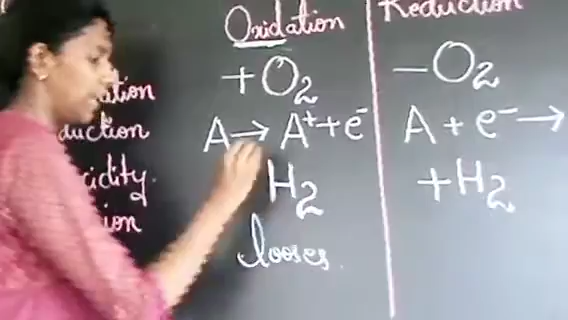 Oxidation
Reduction
ation
+O2
-O2
duction
A→ A⁺+e⁻
A + e⁻ →
cidity.
H2
+H2
ion
looses.